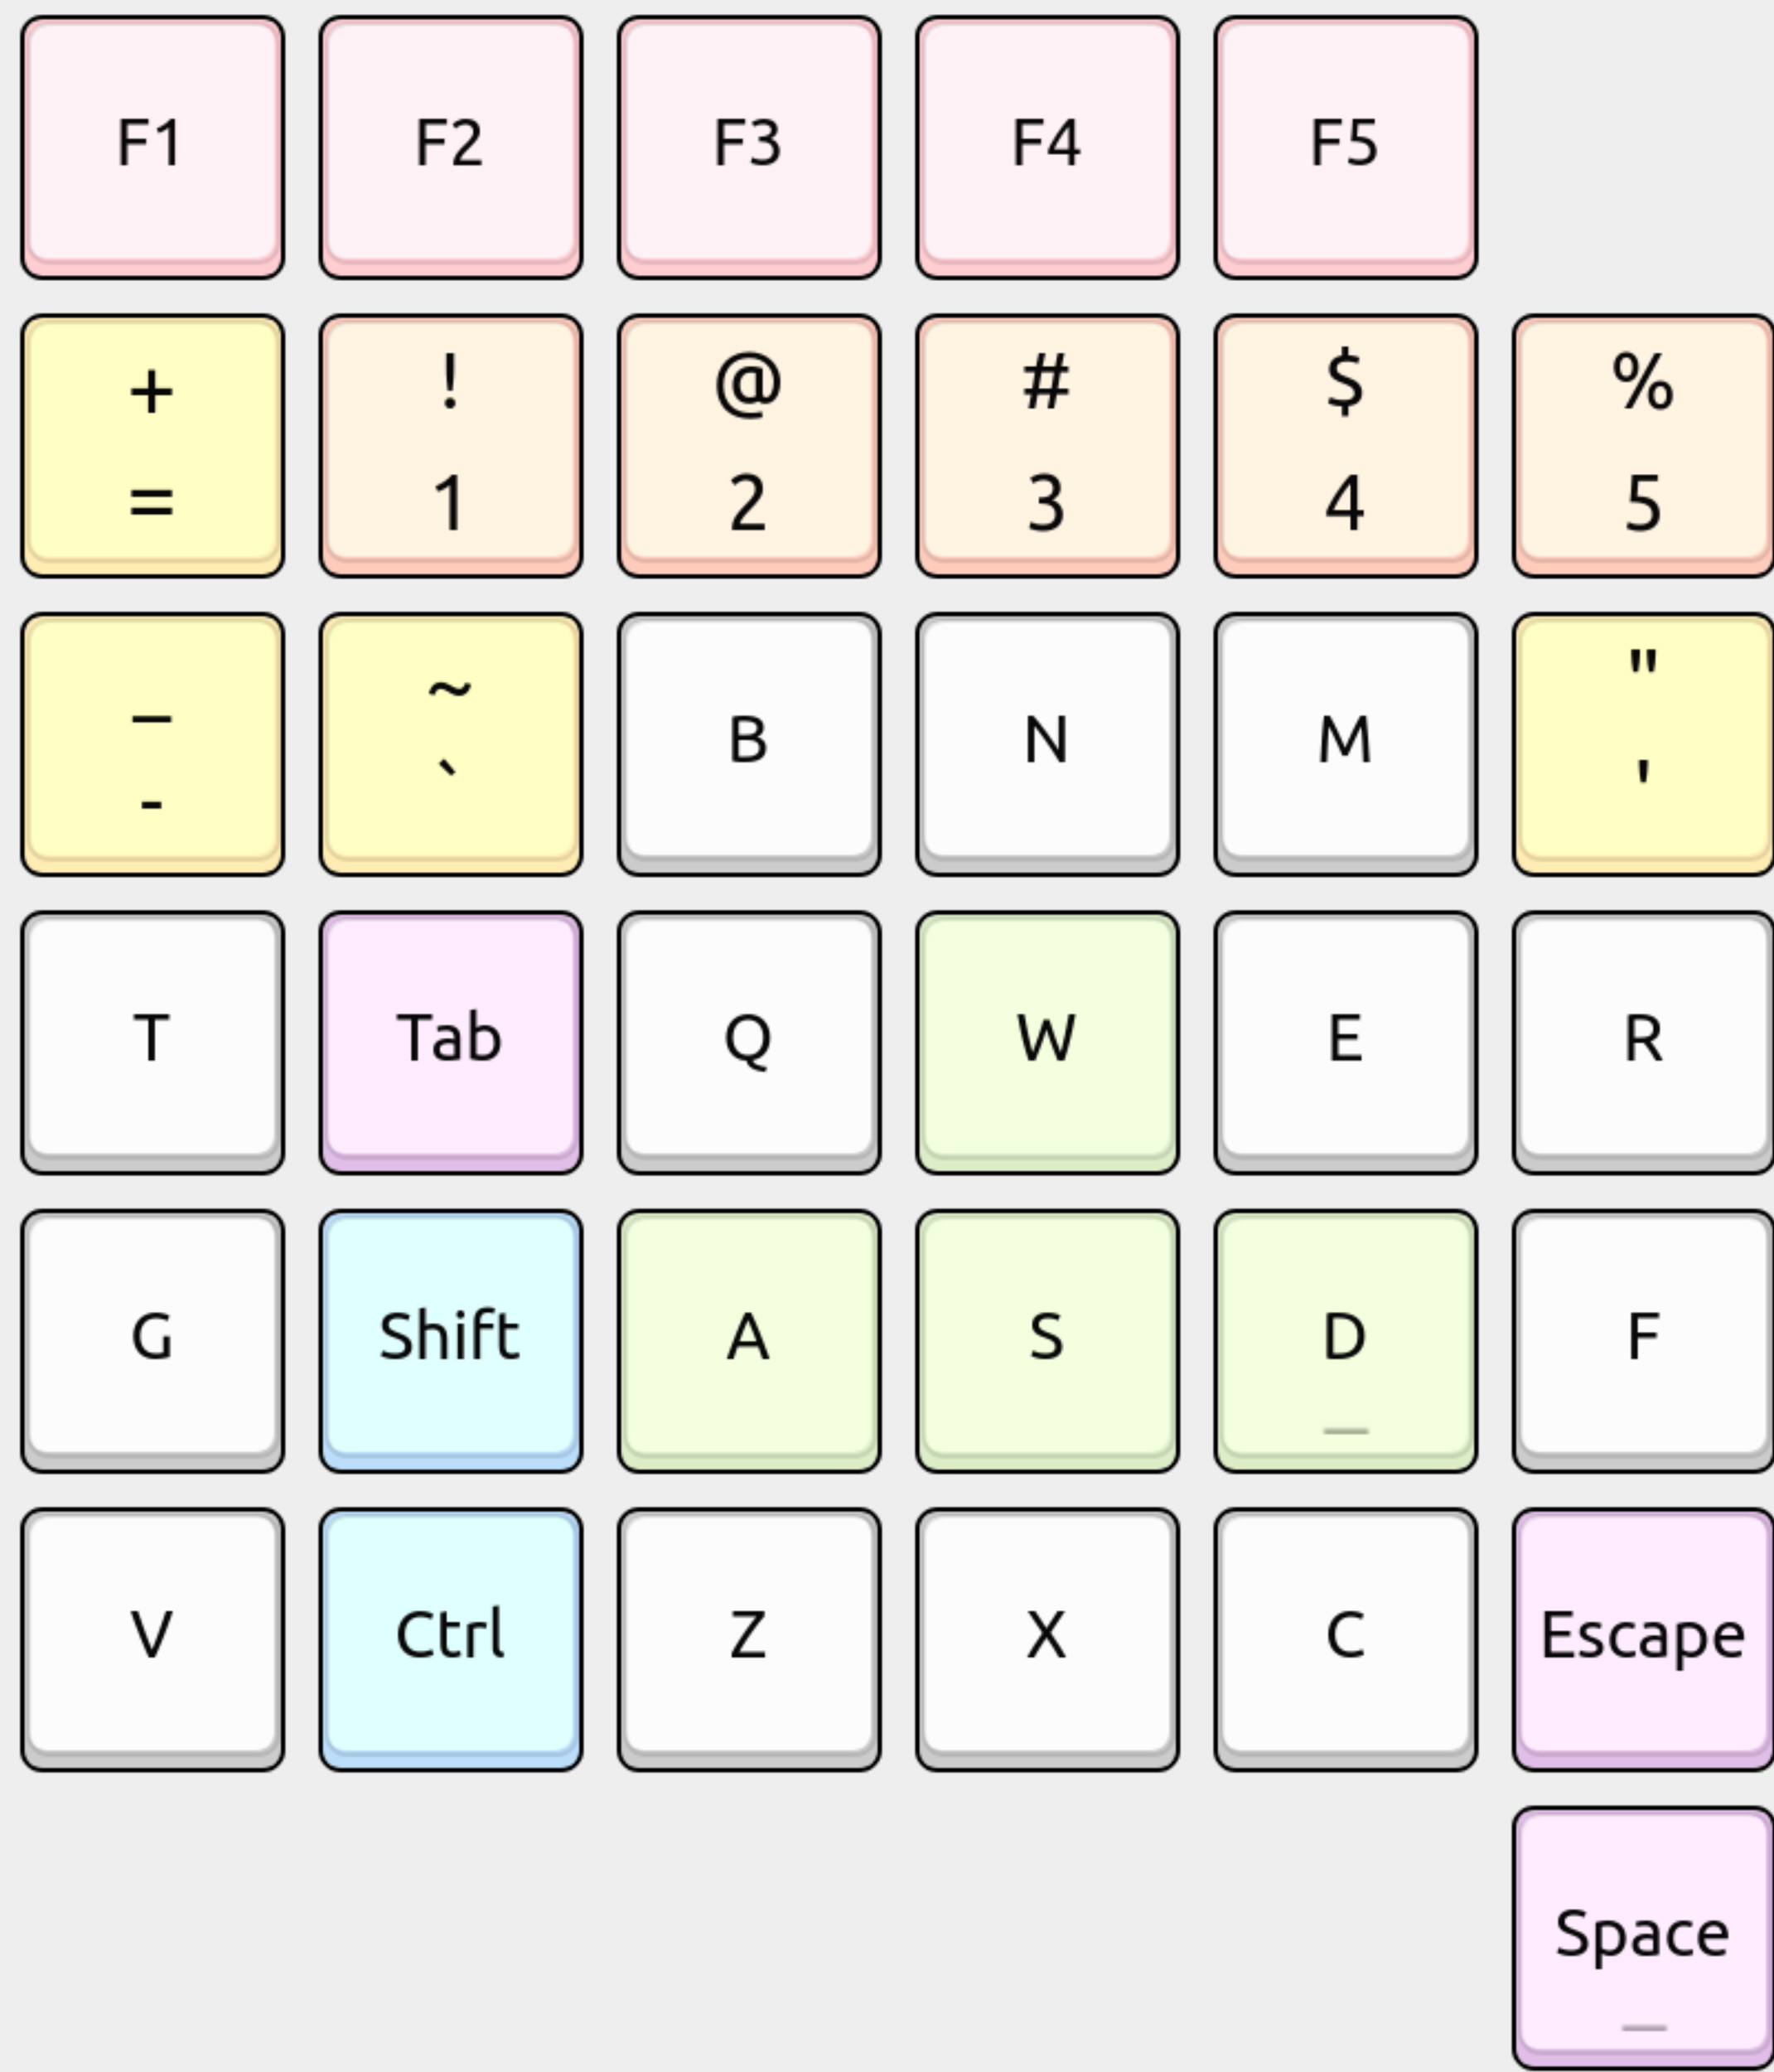 F1 F2 F3 F4 F5
+ ! @ # $ %
= 1 2 3 4 5
_ ~ B N M "
- ` '
T Tab Q W E R
G Shift A S D F
V Ctrl Z X C Escape
Space